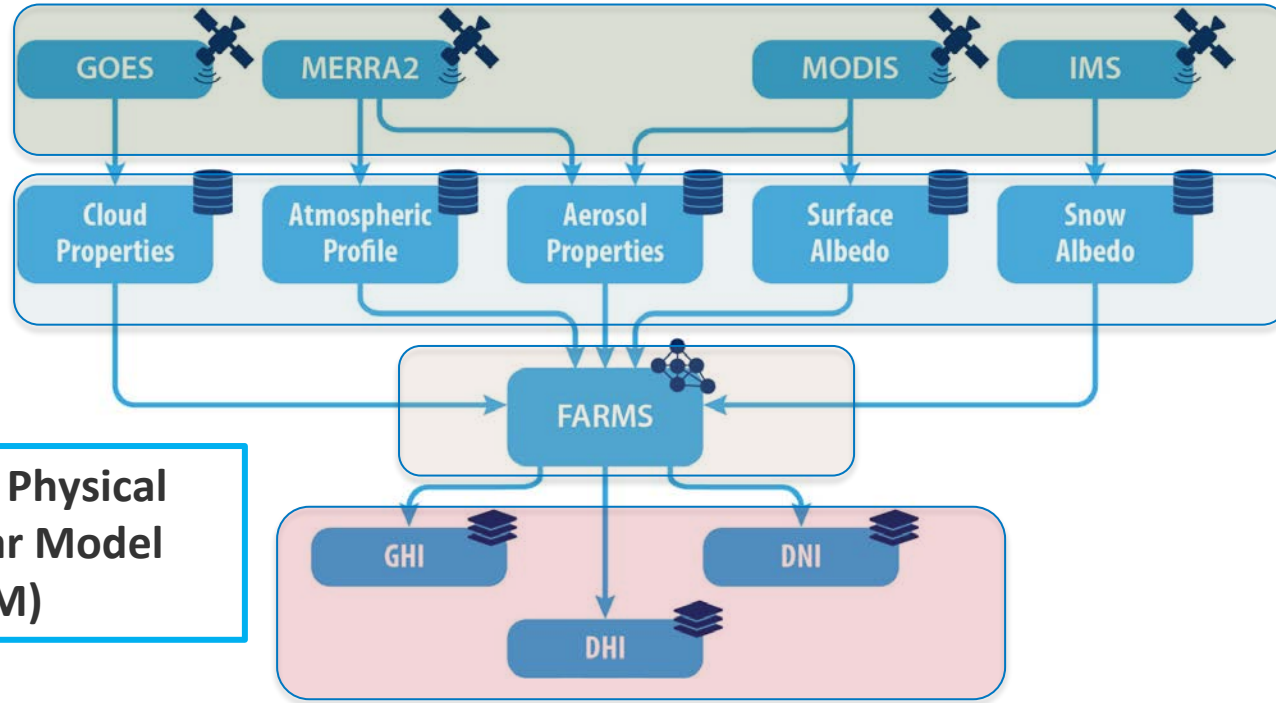 GOES
MERRA2
MODIS
IMS
Cloud
Properties
Atmospheric
Profile
Aerosol
Properties
Surface
Albedo
Snow
Albedo
FARMS
Physical
ar Model
M)
GHI
DNI
DHI